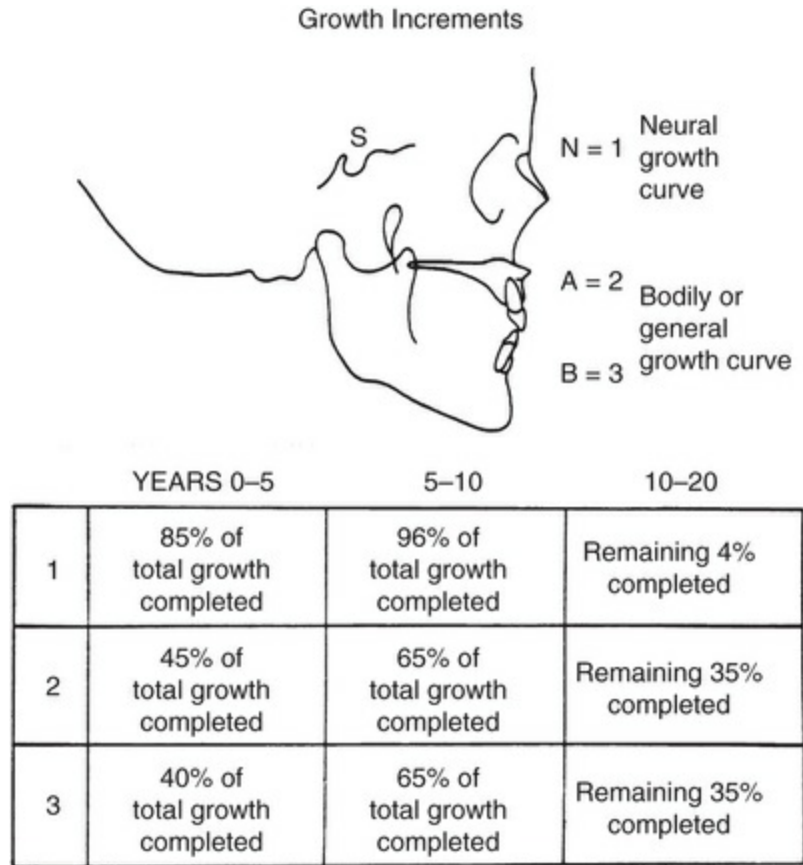 Growth Increments
S
N = 1
Neural
growth
curve
A = 2
Bodily or
general
growth curve
B = 3
YEARS 0–5 5–10 10–20
1
85% of
total growth
completed
96% of
total growth
completed
Remaining 4%
completed
2
45% of
total growth
completed
65% of
total growth
completed
Remaining 35%
completed
3
40% of
total growth
completed
65% of
total growth
completed
Remaining 35%
completed